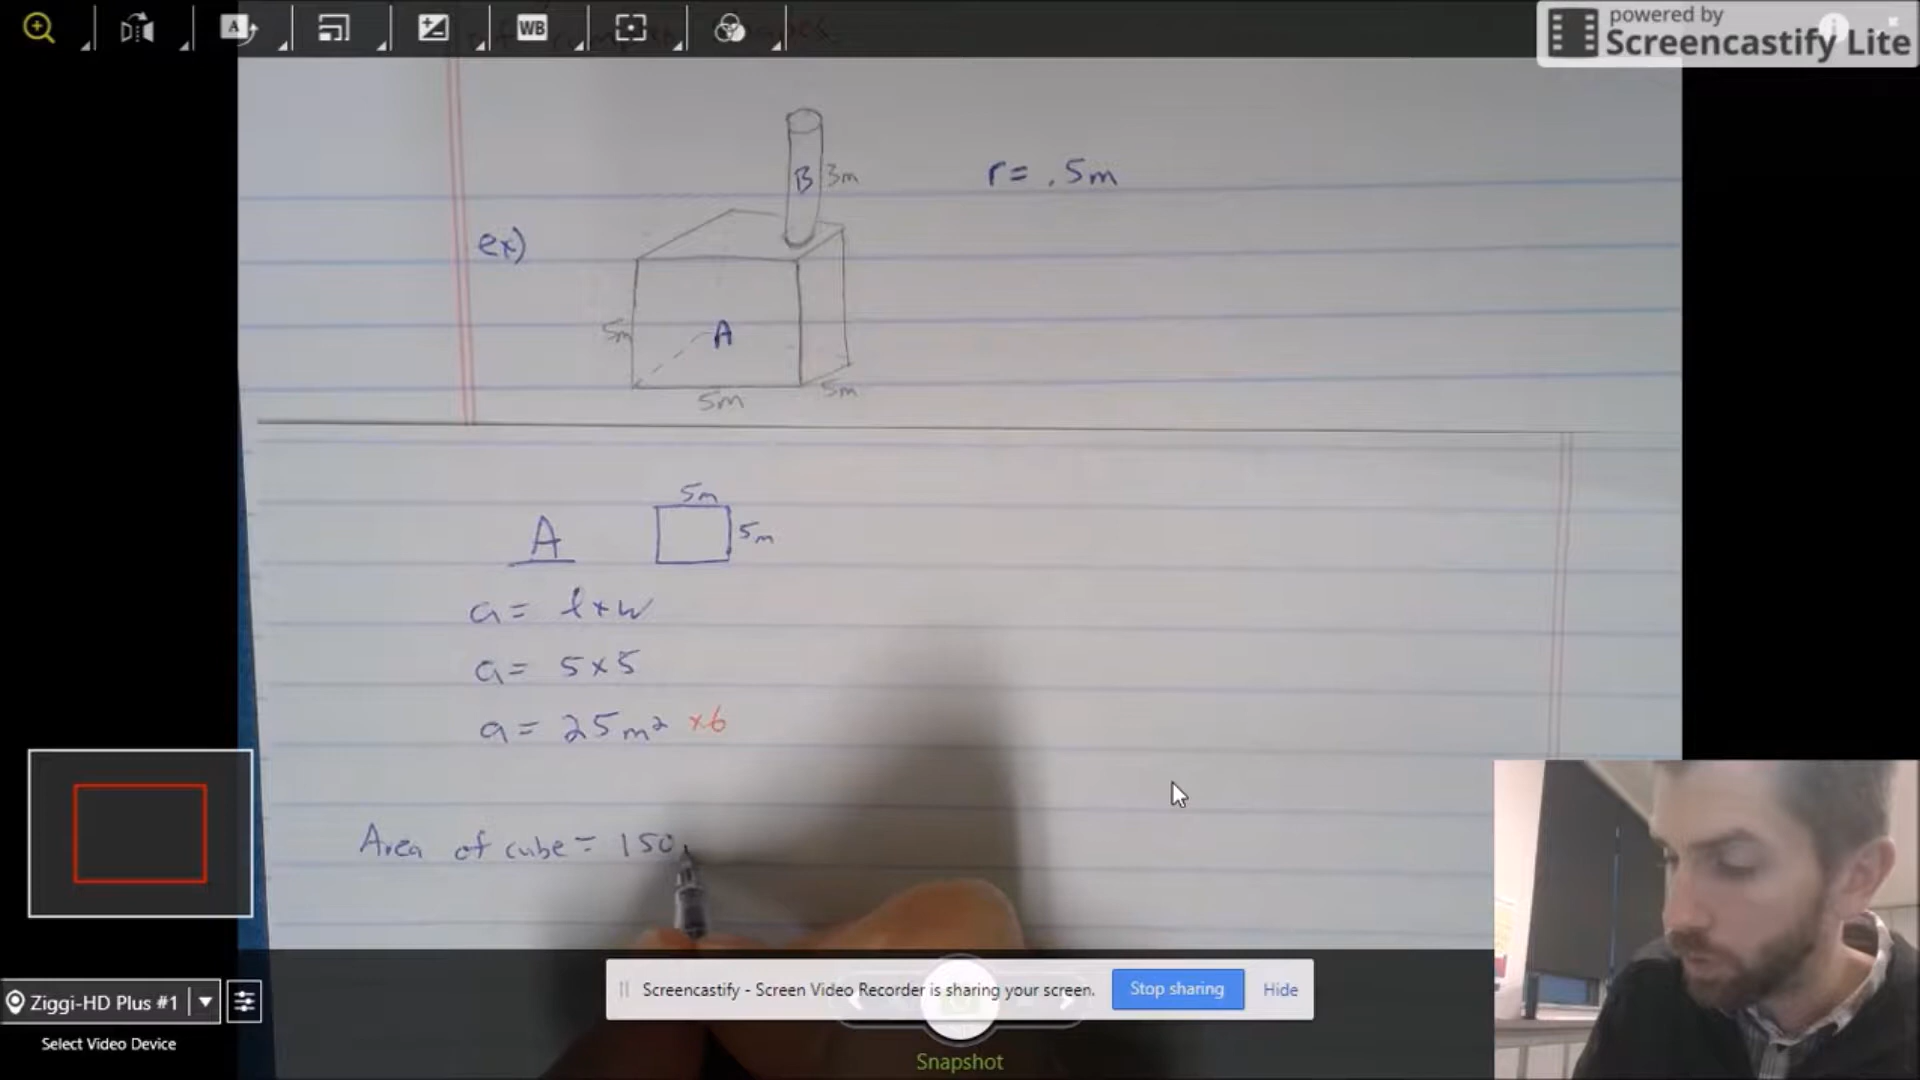 WB
powered by
Screencastify Lite
B 3m
r= .5m
ex)
5m
A
5m
5m
5m
A
5m
a= l×w
a= 5×5
a= 25m² ×6
Area of cube = 150
Ziggi-HD Plus #1
Select Video Device
Screencastify - Screen Video Recorder is sharing your screen.
Stop sharing
Hide
Snapshot